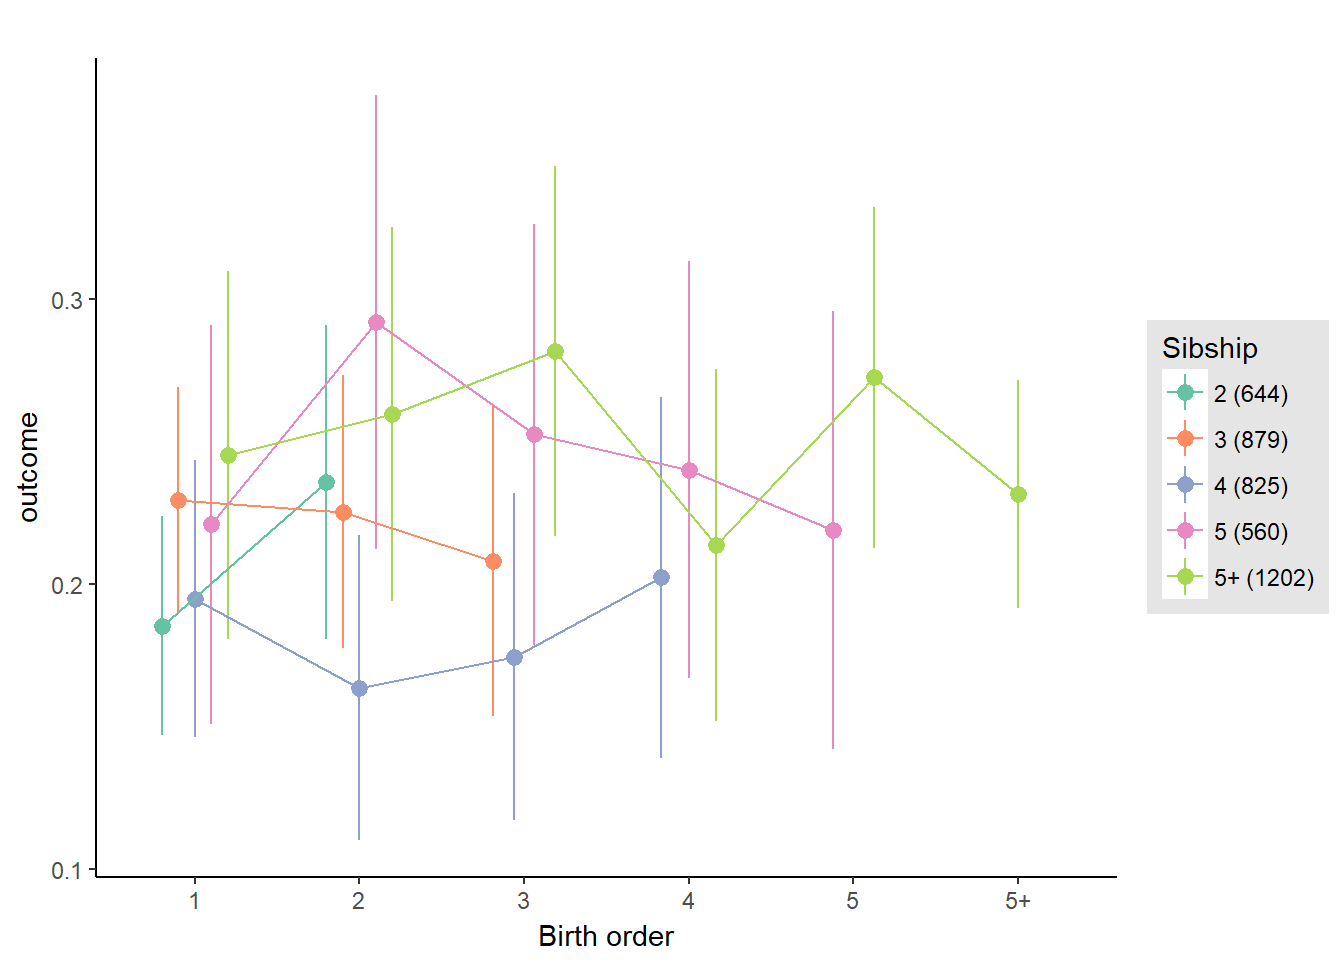 outcome
0.3
0.2
0.1
1 2 3 4 5 5+
Birth order
Sibship
2 (644)
3 (879)
4 (825)
5 (560)
5+ (1202)